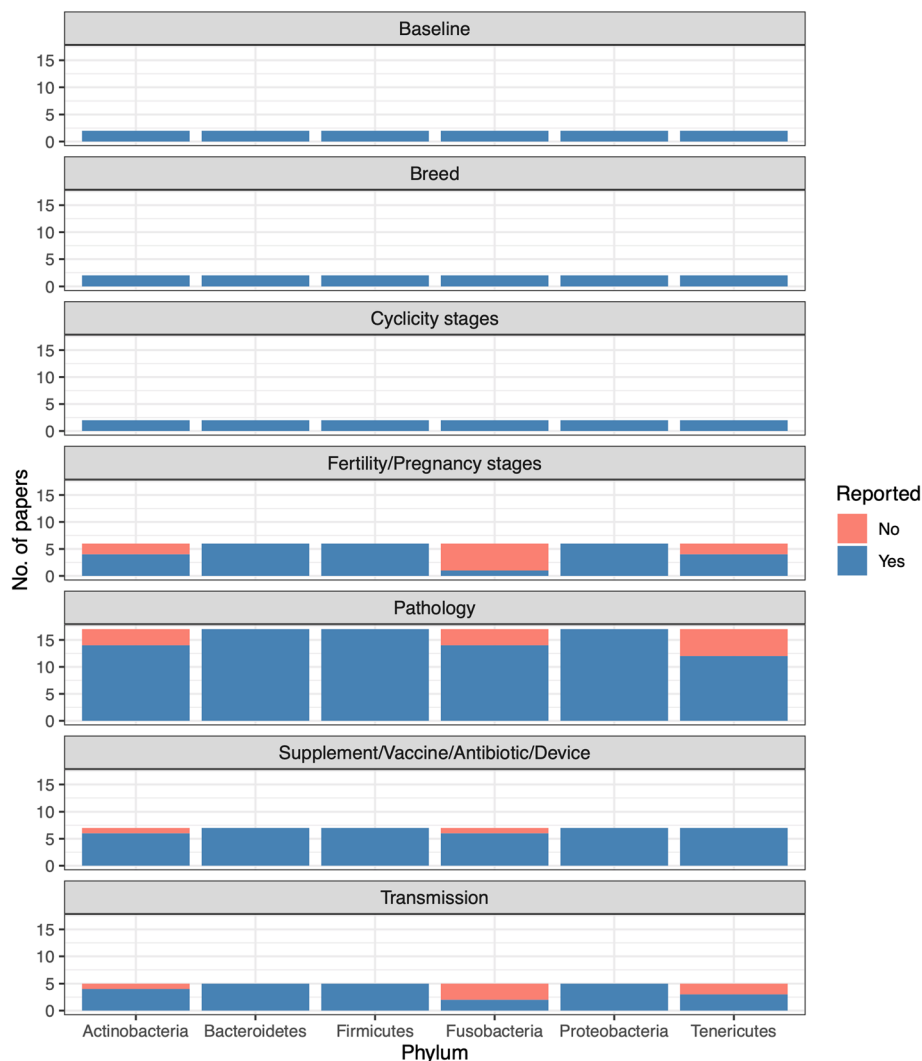 Baseline
15
10
5
0
Breed
15
10
5
0
Cyclicity stages
15
10
5
0
Fertility/Pregnancy stages
15
10
5
0
Pathology
15
10
5
0
Supplement/Vaccine/Antibiotic/Device
15
10
5
0
Transmission
15
10
5
0
Actinobacteria Bacteroidetes Firmicutes Fusobacteria Proteobacteria Tenericutes
Phylum
No. of papers
Reported
No
Yes